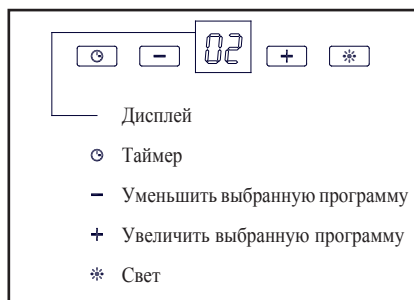 02
Дисплей
Таймер
− Уменьшить выбранную программу
+ Увеличить выбранную программу
Свет